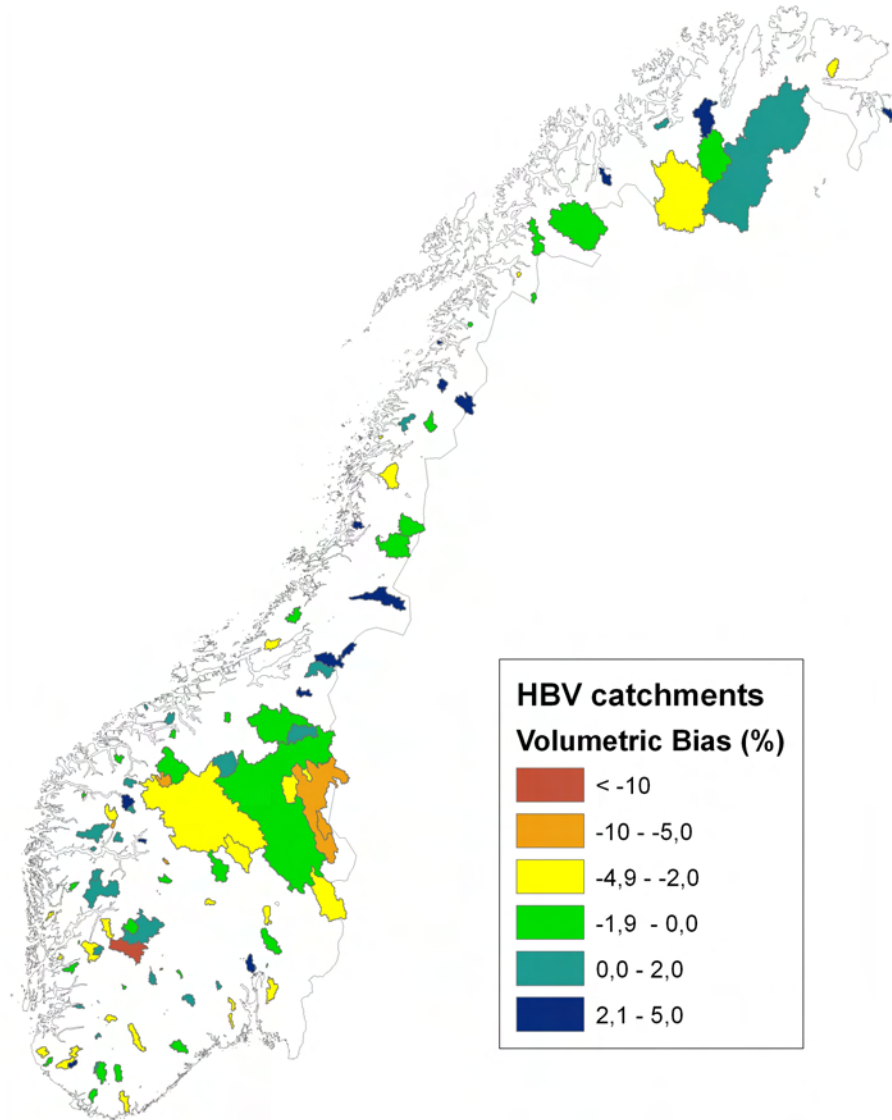 HBV catchments
Volumetric Bias (%)
< -10
-10 - -5,0
-4,9 - -2,0
-1,9 - 0,0
0,0 - 2,0
2,1 - 5,0